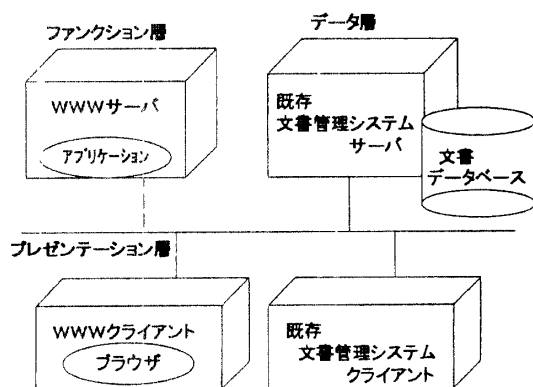 ファンクション層
データ層
WWWサーバ
アプリケーション
既存
文書管理システム
サーバ
文書
データベース
プレゼンテーション層
WWWクライアント
ブラウザ
既存
文書管理システム
クライアント